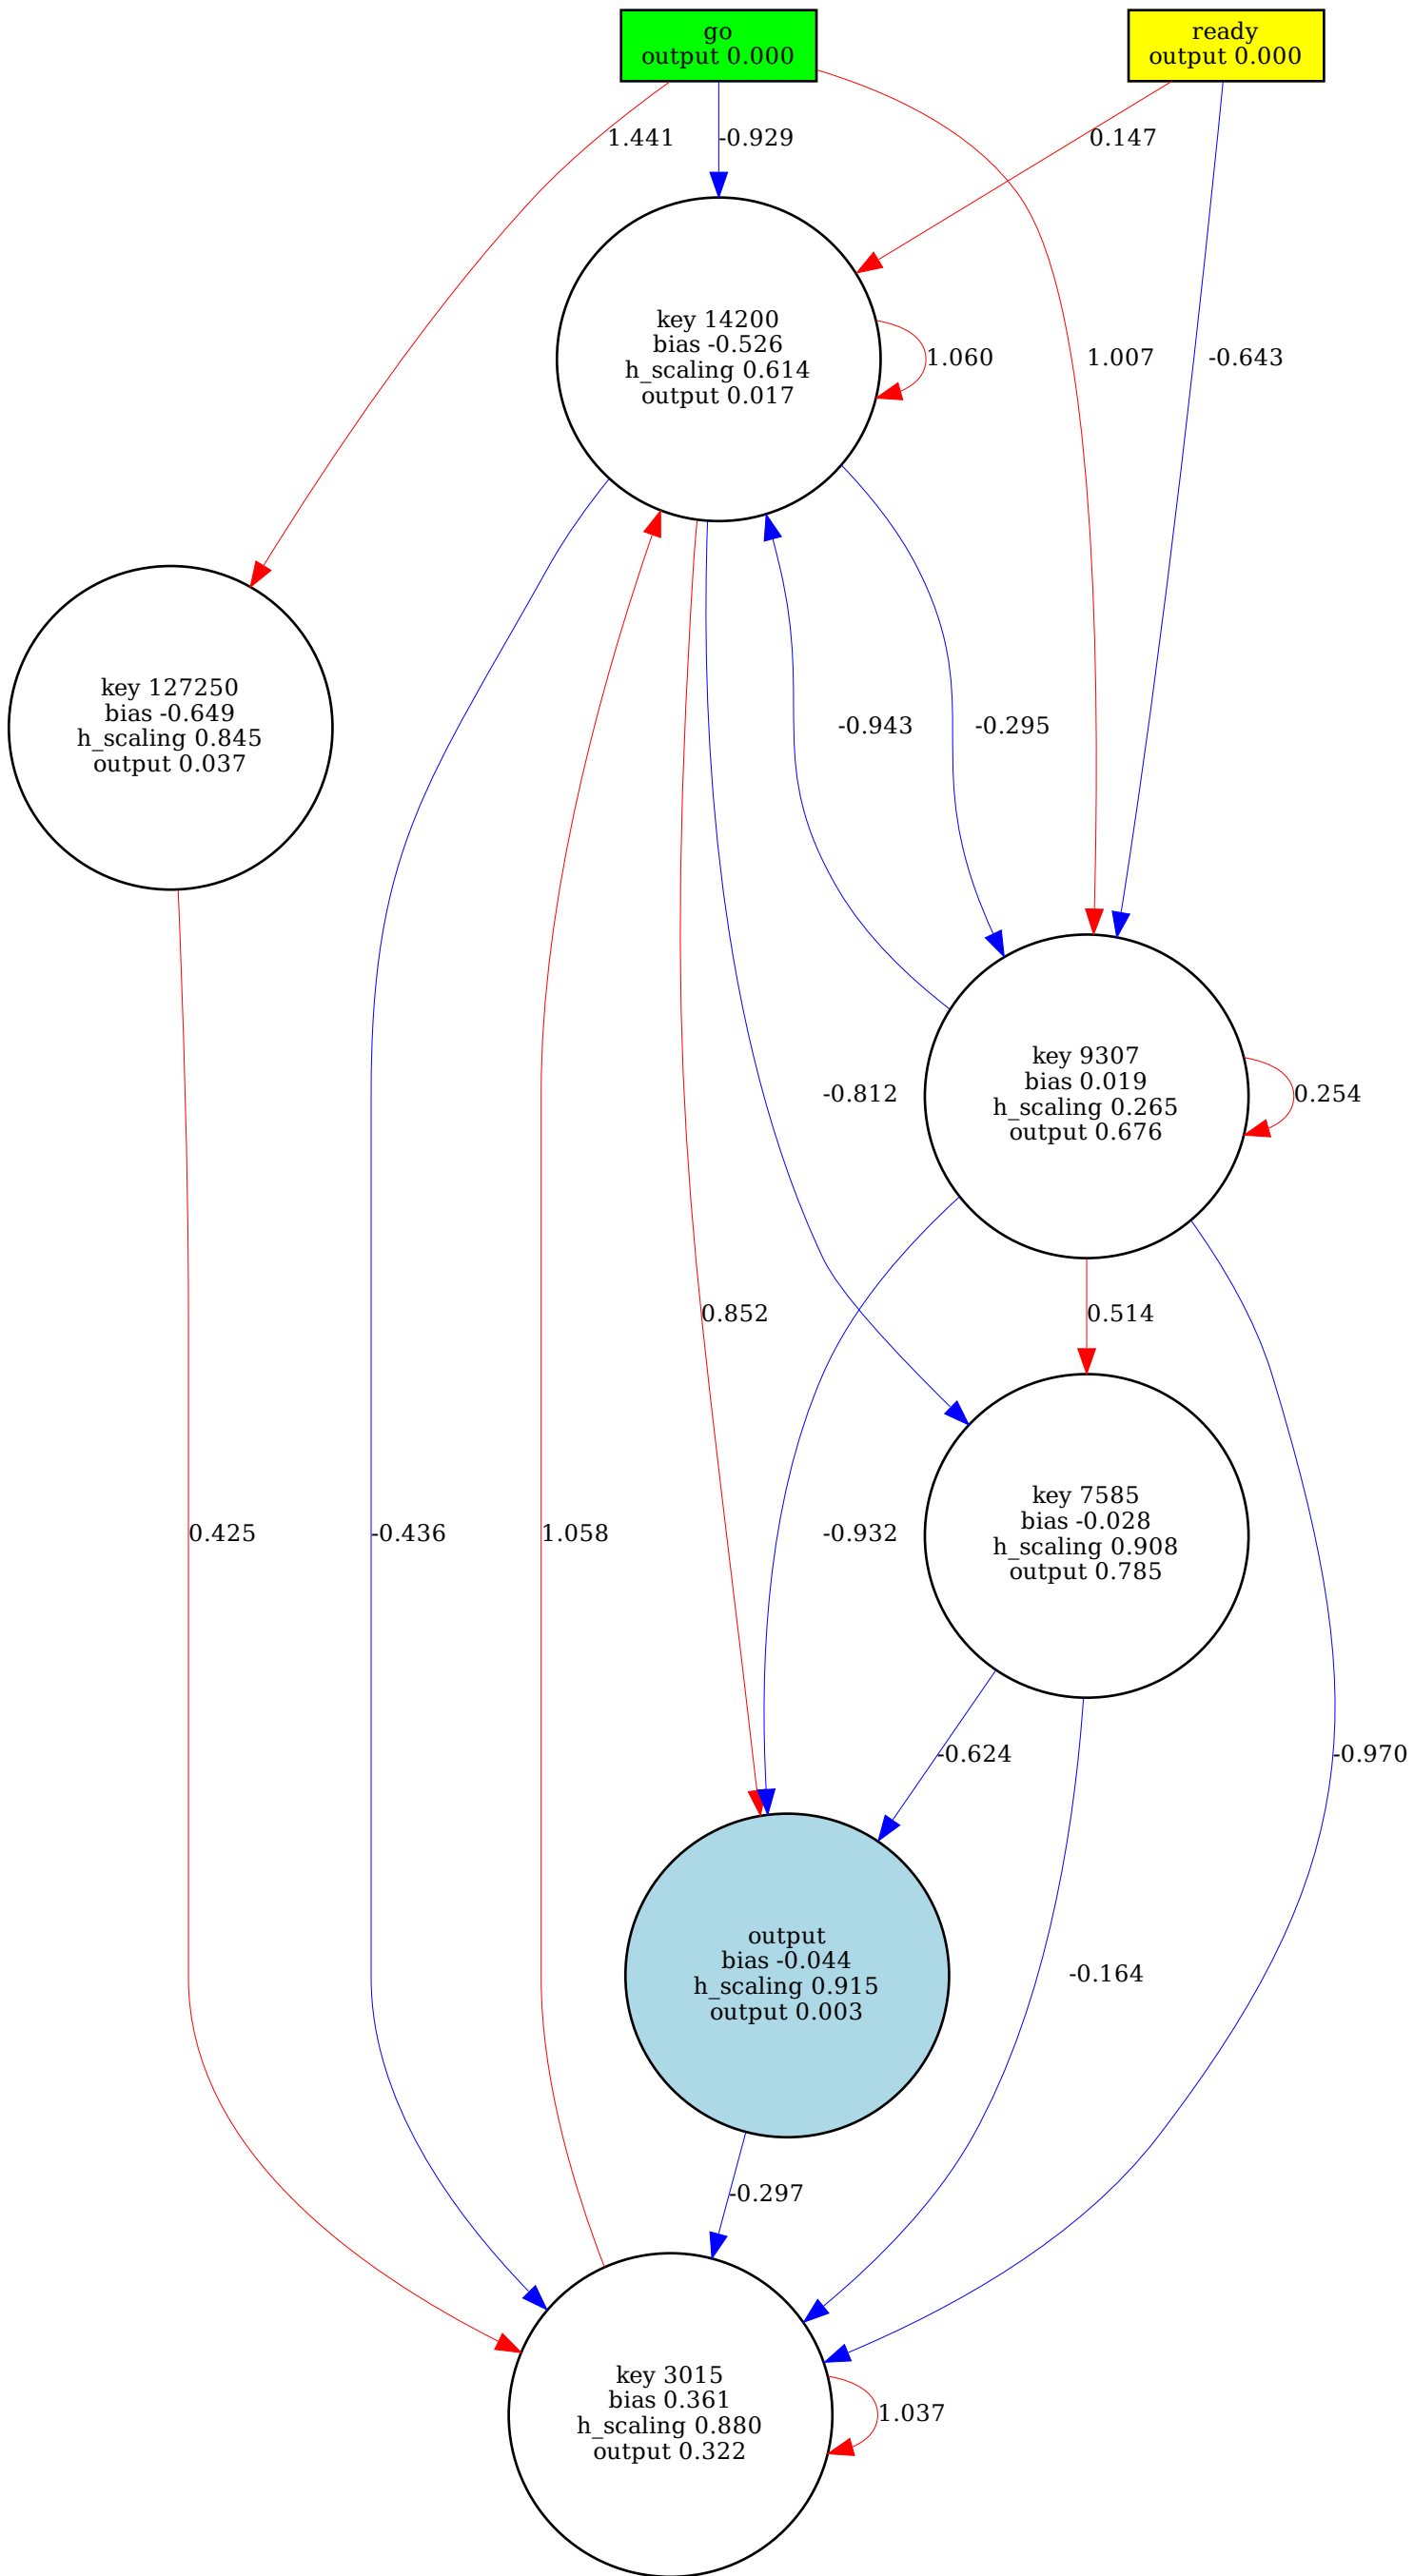 go
output 0.000
ready
output 0.000
1.441
-0.929
0.147
key 14200
bias -0.526
h_scaling 0.614
output 0.017
1.060
1.007
-0.643
key 127250
bias -0.649
h_scaling 0.845
output 0.037
-0.943
-0.295
key 9307
bias 0.019
h_scaling 0.265
output 0.676
-0.812
0.254
0.852
0.514
0.425
-0.436
1.058
-0.932
key 7585
bias -0.028
h_scaling 0.908
output 0.785
-0.624
-0.970
output
bias -0.044
h_scaling 0.915
output 0.003
-0.164
-0.297
key 3015
bias 0.361
h_scaling 0.880
output 0.322
1.037